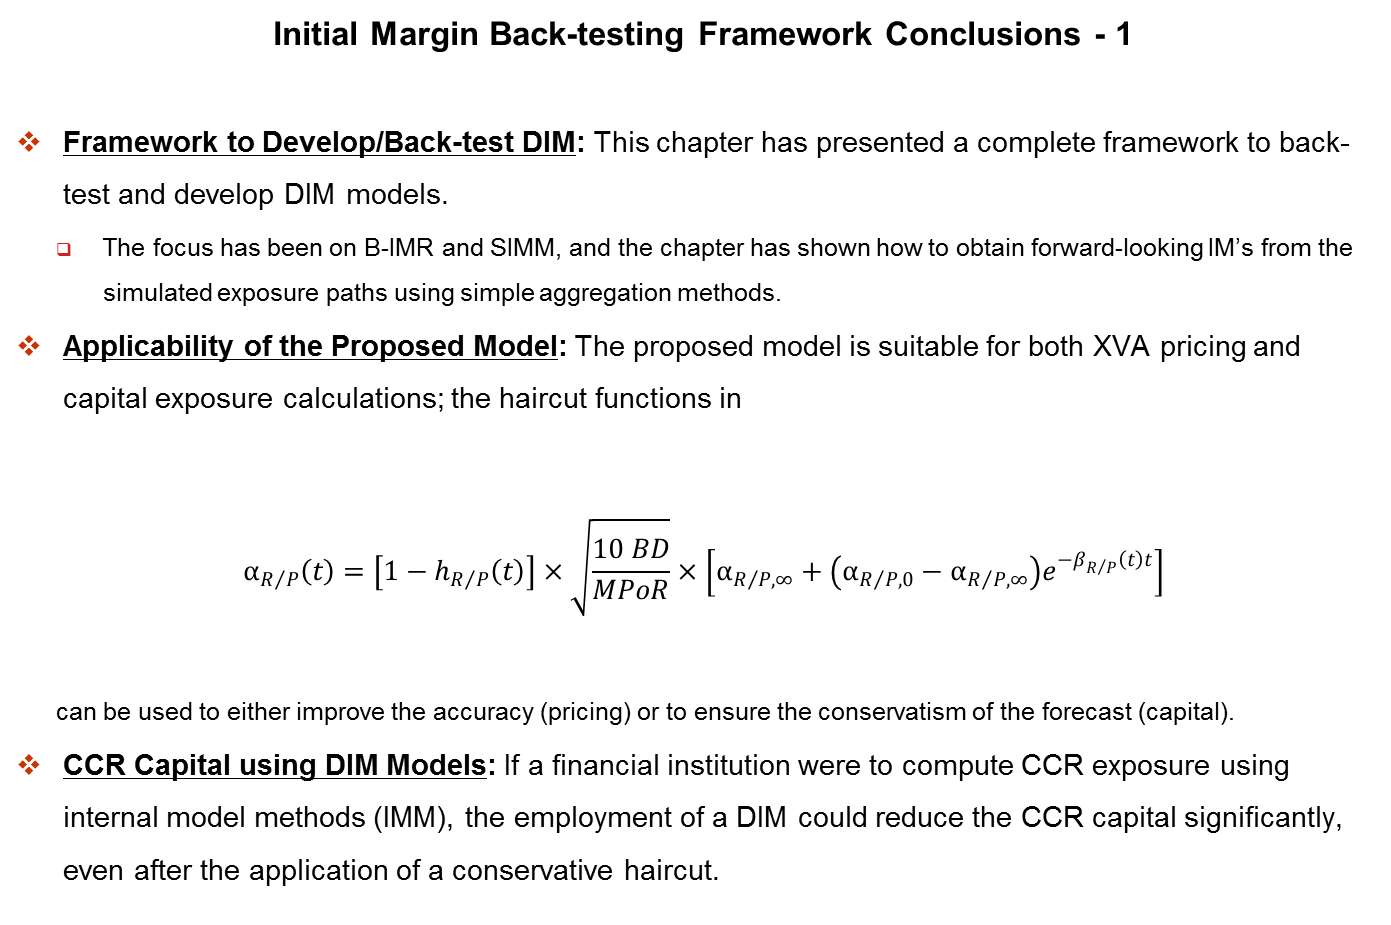 Initial Margin Back-testing Framework Conclusions - 1
❖ Framework to Develop/Back-test DIM: This chapter has presented a complete framework to back-
test and develop DIM models.
❑ The focus has been on B-IMR and SIMM, and the chapter has shown how to obtain forward-looking IM’s from the
simulated exposure paths using simple aggregation methods.
❖ Applicability of the Proposed Model: The proposed model is suitable for both XVA pricing and
capital exposure calculations; the haircut functions in
α_{R/P}(t) = [1 − h_{R/P}(t)] × √(10 BD / MPoR) × [α_{R/P,∞} + (α_{R/P,0} − α_{R/P,∞})e^{−β_{R/P}(t)t}]
can be used to either improve the accuracy (pricing) or to ensure the conservatism of the forecast (capital).
❖ CCR Capital using DIM Models: If a financial institution were to compute CCR exposure using
internal model methods (IMM), the employment of a DIM could reduce the CCR capital significantly,
even after the application of a conservative haircut.